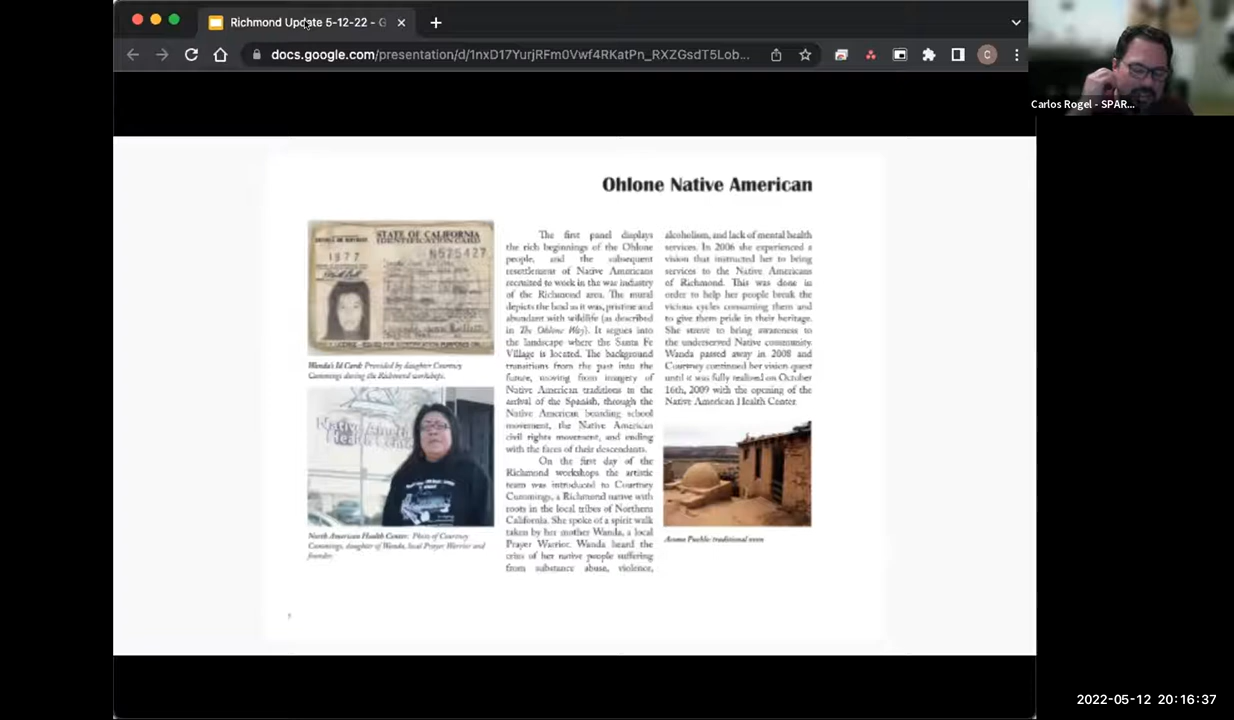 Richmond Update 5-12-22 - G
docs.google.com/presentation/d/1nxD17YurjRFm0Vwf4RKatPn_RXZGsdT5Lob...
C
Carlos Rogel - SPAR...
Ohlone Native American
STATE OF CALIFORNIA
IDENTIFICATION CARD
1977
N525427
Wanda's Id Card: Provided by daughter Courtney
Cummings during the Richmond workshops.
Native American
Health Center
North American Health Center: Photo of Courtney
Cummings, daughter of Wanda, local Prayer Warrior and
founder.
The first panel displays
the rich beginnings of the Ohlone
people, and the subsequent
resettlement of Native Americans
recruited to work in the war industry
of the Richmond area. The mural
depicts the land as it was, pristine and
abundant with wildlife (as described
in The Ohlone Way). It segues into
the landscape where the Santa Fe
Village is located. The background
transitions from the past into the
future, moving from imagery of
Native American traditions to the
arrival of the Spanish, through the
Native American boarding school
movement, the Native American
civil rights movement, and ending
with the faces of their descendants.
On the first day of the
Richmond workshops the artistic
team was introduced to Courtney
Cummings, a Richmond native with
roots in the local tribes of Northern
California. She spoke of a spirit walk
taken by her mother Wanda, a local
Prayer Warrior. Wanda heard the
cries of her native people suffering
from substance abuse, violence,
alcoholism, and lack of mental health
services. In 2006 she experienced a
vision that instructed her to bring
services to the Native Americans
of Richmond. This was done in
order to help her people break the
vicious cycles consuming them and
to give them pride in their heritage.
She strove to bring awareness to
the underserved Native community.
Wanda passed away in 2008 and
Courtney continued her vision quest
until it was fully realized on October
16th, 2009 with the opening of the
Native American Health Center.
Acoma Pueblo traditional oven
2022-05-12 20:16:37